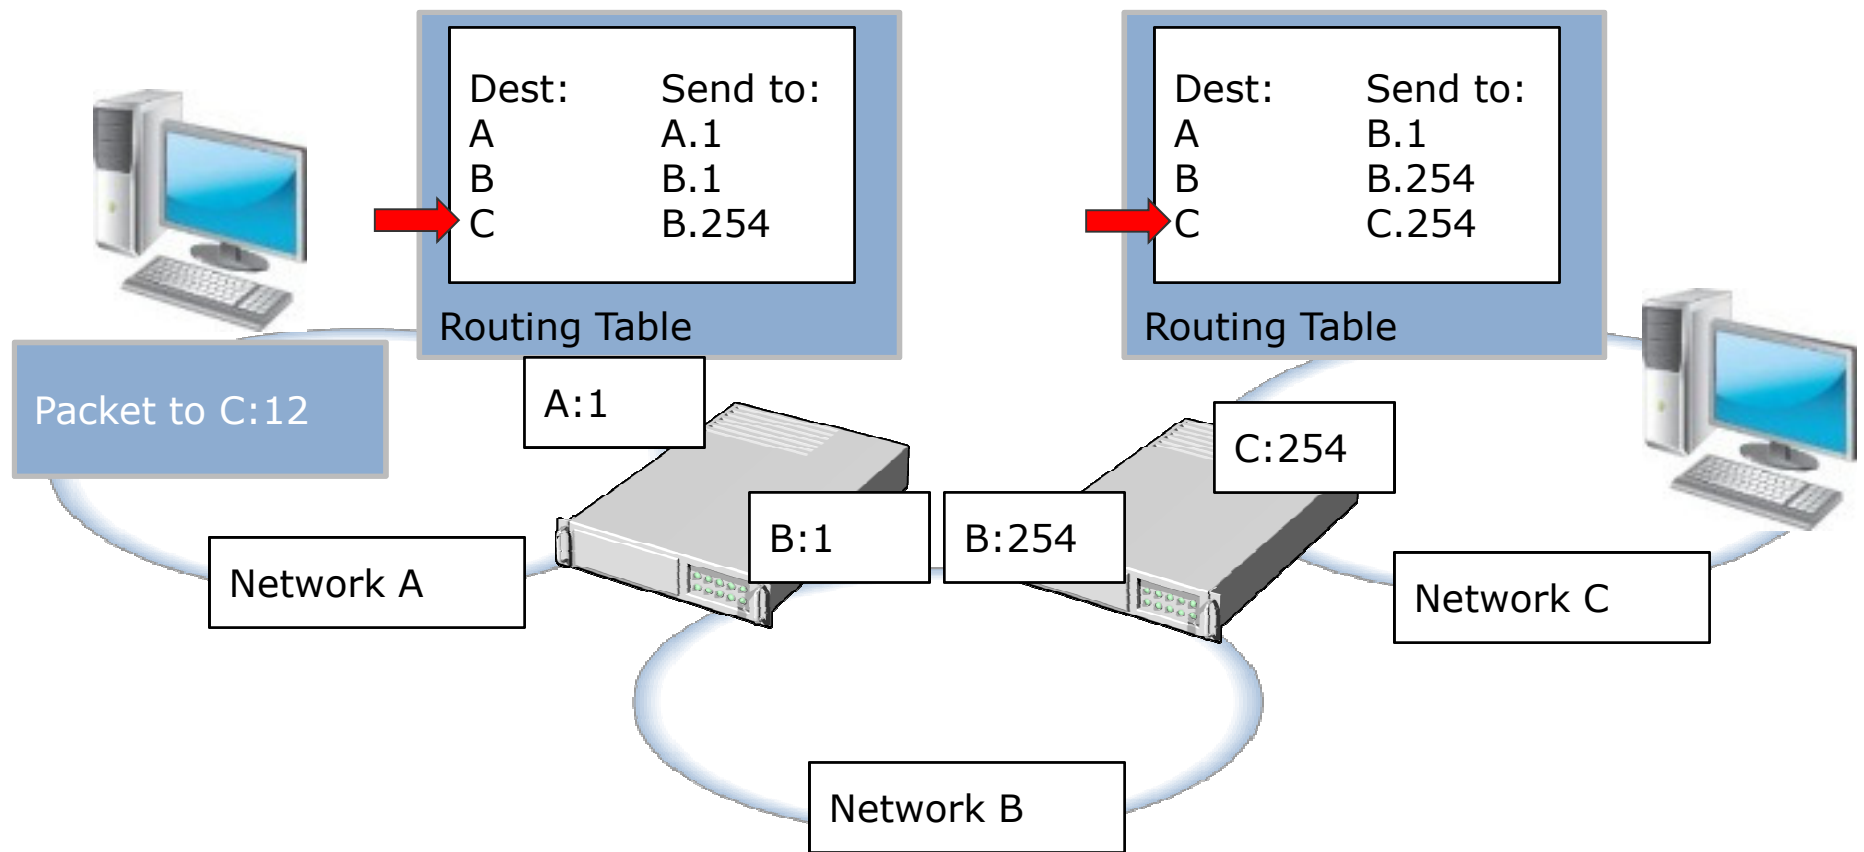 Dest: Send to:
A A.1
B B.1
C B.254
Routing Table
Dest: Send to:
A B.1
B B.254
C C.254
Routing Table
Packet to C:12
A:1
C:254
B:1
B:254
Network A
Network C
Network B